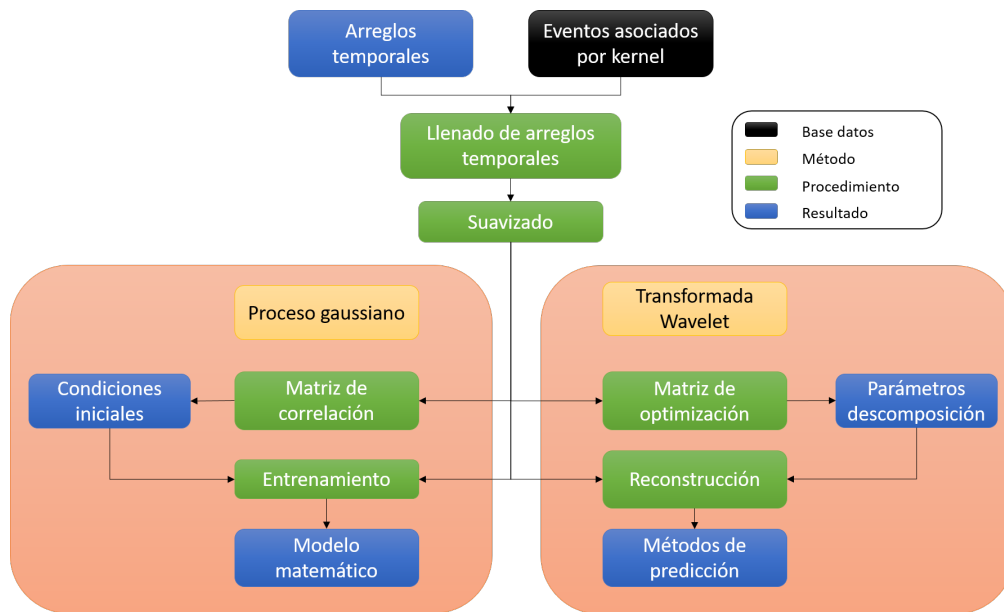 Arreglos
temporales
Eventos asociados
por kernel
Llenado de arreglos
temporales
Suavizado
Base datos
Método
Procedimiento
Resultado
Proceso gaussiano
Condiciones
iniciales
Matriz de
correlación
Entrenamiento
Modelo
matemático
Transformada
Wavelet
Matriz de
optimización
Parámetros
descomposición
Reconstrucción
Métodos de
predicción